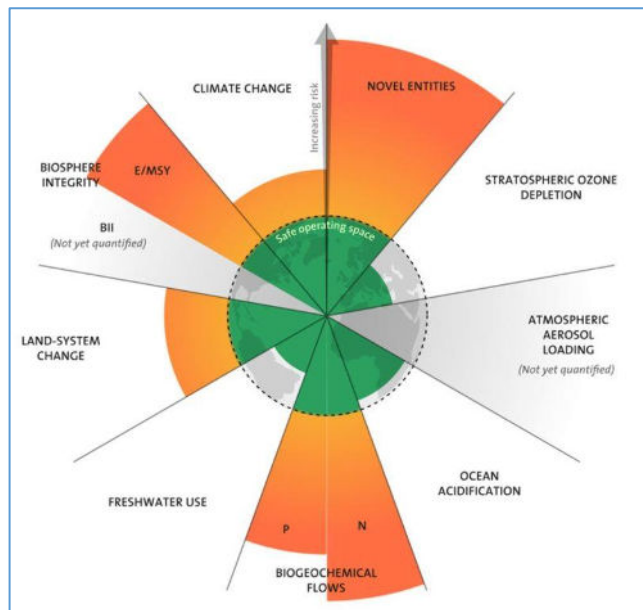 CLIMATE CHANGE
Increasing risk
NOVEL ENTITIES
STRATOSPHERIC OZONE
DEPLETION
ATMOSPHERIC
AEROSOL
LOADING
(Not yet quantified)
OCEAN
ACIDIFICATION
N
P
BIOGEOCHEMICAL
FLOWS
FRESHWATER USE
LAND-SYSTEM
CHANGE
BIOSPHERE
INTEGRITY
E/MSY
BII
(Not yet quantified)
Safe operating space